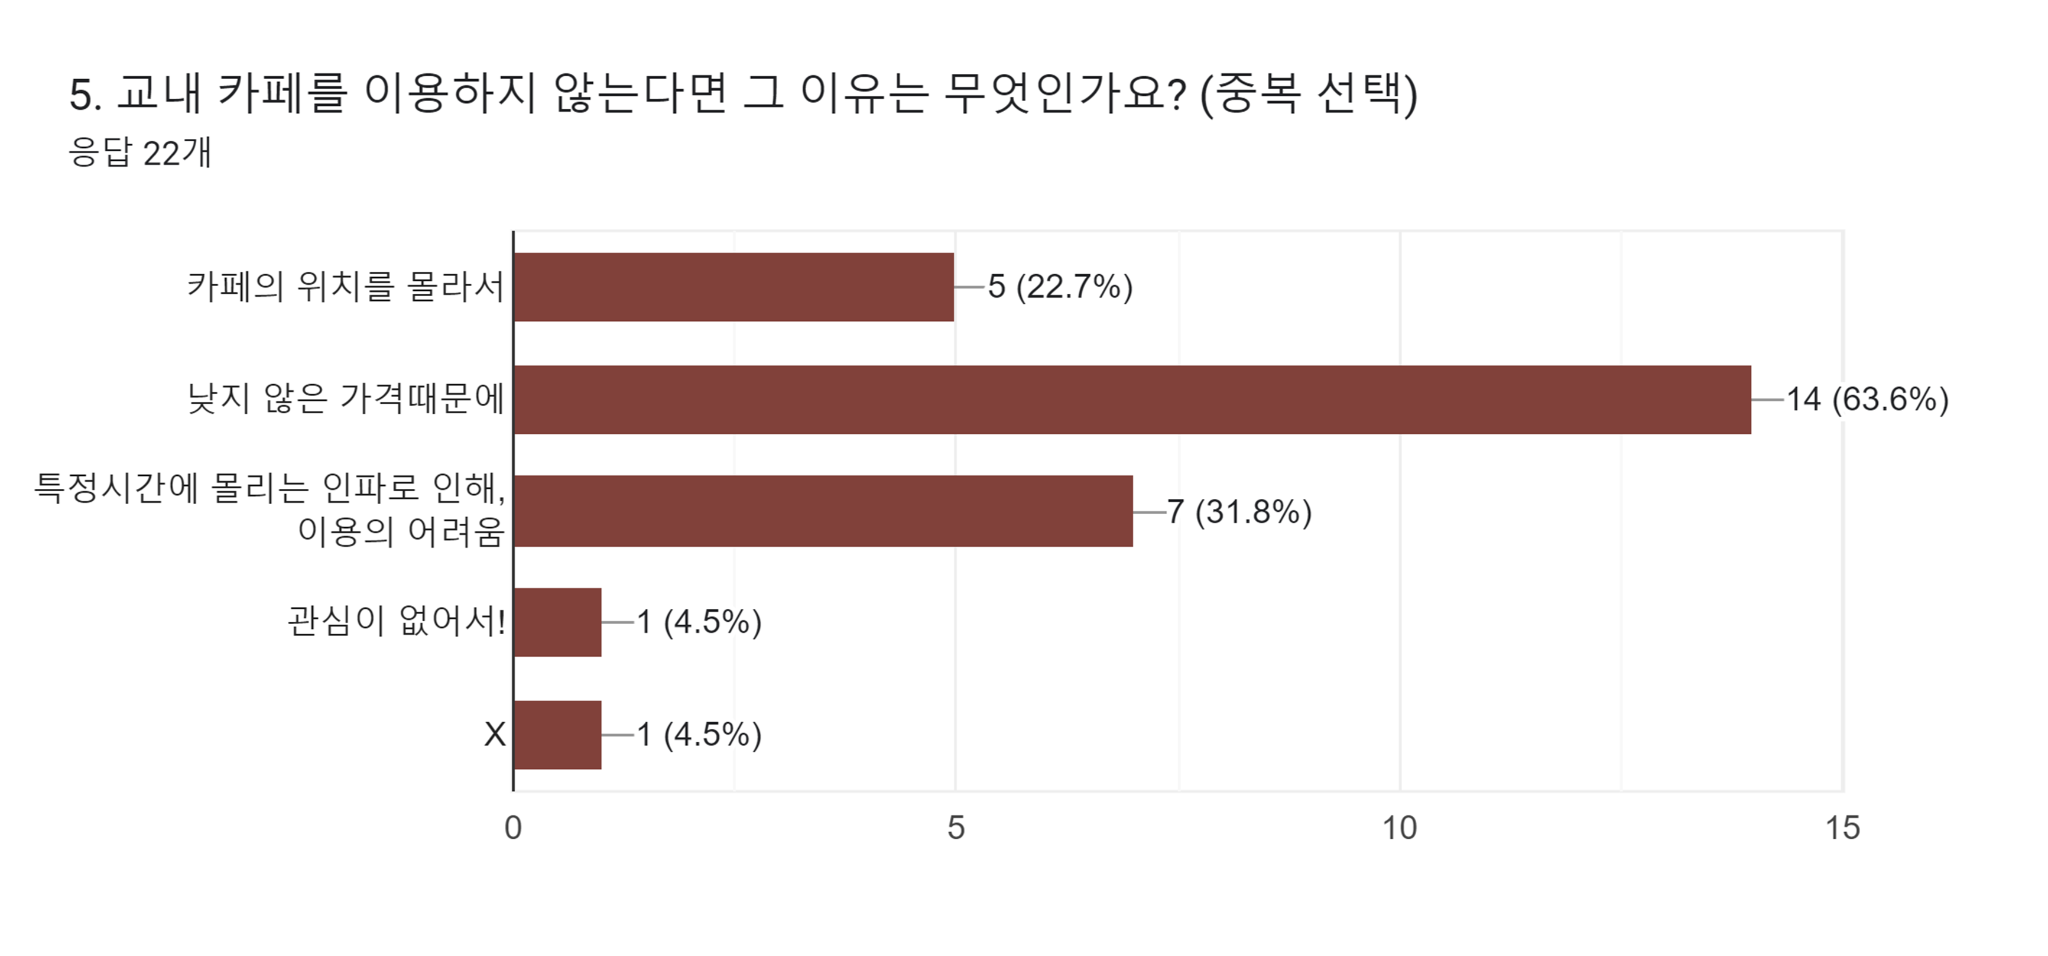 5. 교내 카페를 이용하지 않는다면 그 이유는 무엇인가요? (중복 선택)
응답 22개
카페의 위치를 몰라서
5 (22.7%)
낮지 않은 가격때문에
14 (63.6%)
특정시간에 몰리는 인파로 인해,
이용의 어려움
7 (31.8%)
관심이 없어서!
1 (4.5%)
X
1 (4.5%)
0 5 10 15